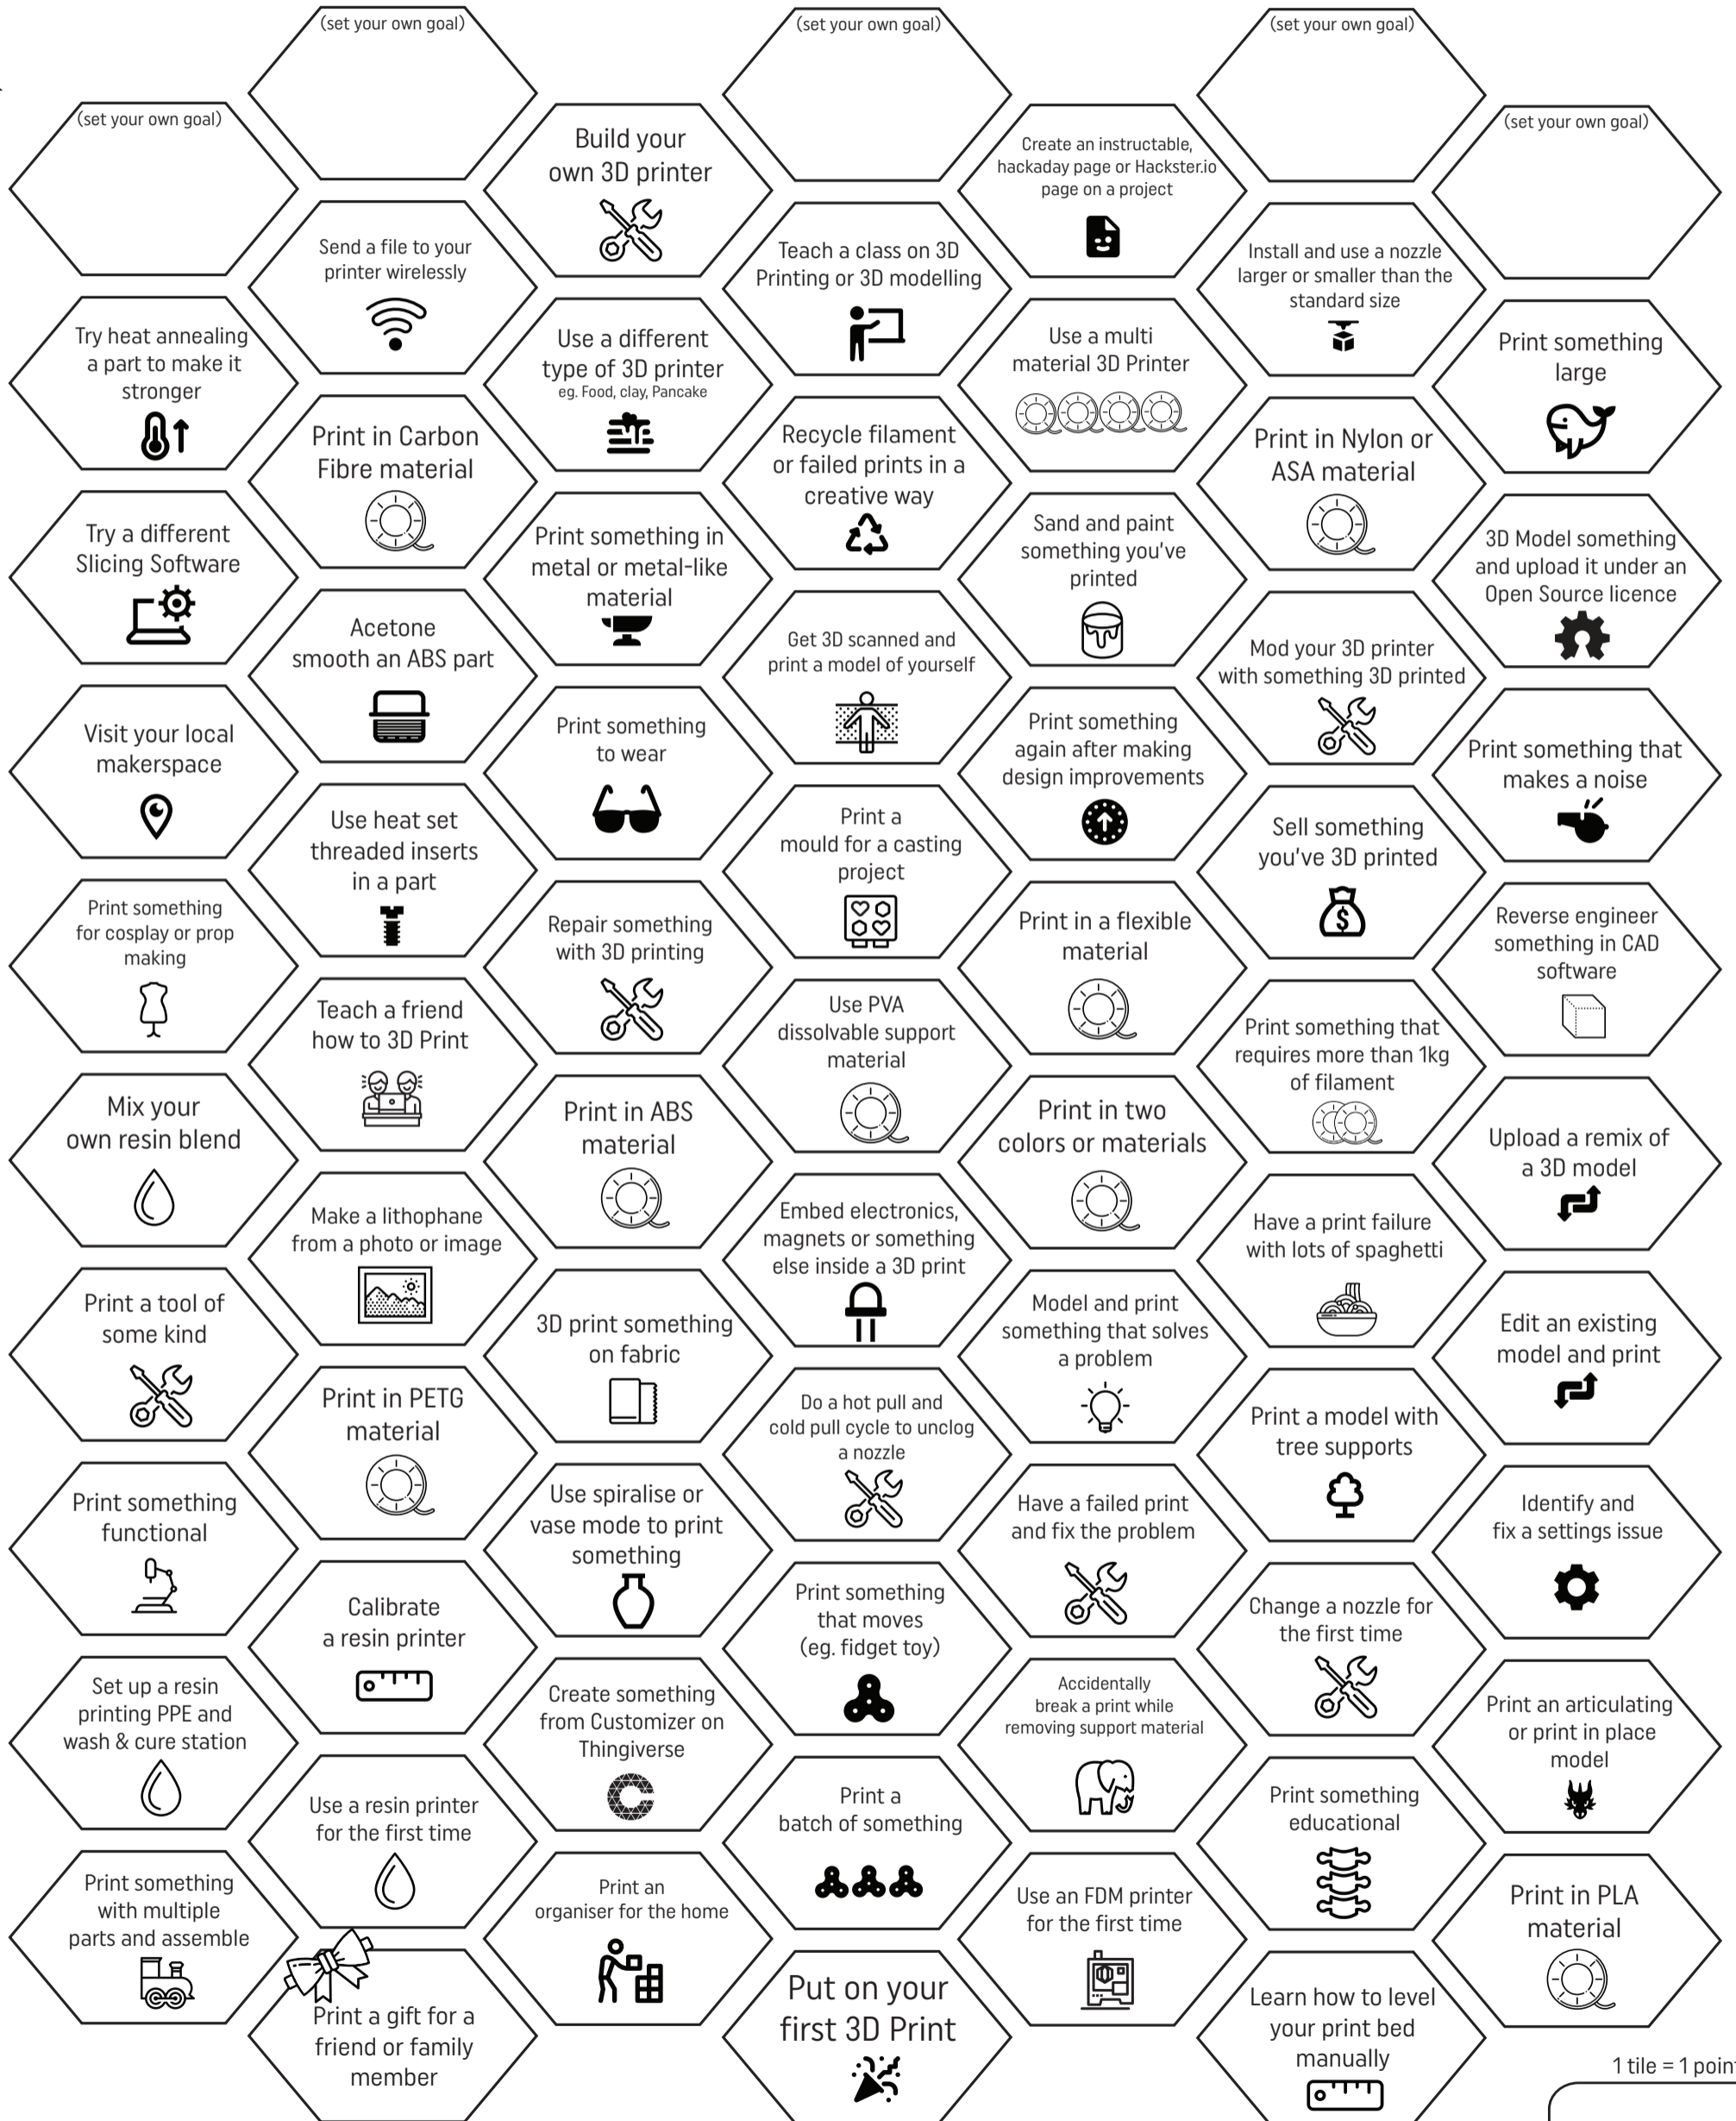 (set your own goal)
(set your own goal)
(set your own goal)
(set your own goal)
(set your own goal)
Build your
own 3D printer
Create an instructable,
hackaday page or Hackster.io
page on a project
Send a file to your
printer wirelessly
Teach a class on 3D
Printing or 3D modelling
Install and use a nozzle
larger or smaller than the
standard size
Try heat annealing
a part to make it
stronger
Use a different
type of 3D printer
eg. Food, clay, Pancake
Use a multi
material 3D Printer
Print something
large
Print in Carbon
Fibre material
Recycle filament
or failed prints in a
creative way
Print in Nylon or
ASA material
Try a different
Slicing Software
Print something in
metal or metal-like
material
Sand and paint
something you've
printed
3D Model something
and upload it under an
Open Source licence
Acetone
smooth an ABS part
Get 3D scanned and
print a model of yourself
Mod your 3D printer
with something 3D printed
Visit your local
makerspace
Print something
to wear
Print something
again after making
design improvements
Print something that
makes a noise
Use heat set
threaded inserts
in a part
Print a
mould for a casting
project
Sell something
you've 3D printed
Print something
for cosplay or prop
making
Repair something
with 3D printing
Print in a flexible
material
Reverse engineer
something in CAD
software
Teach a friend
how to 3D Print
Use PVA
dissolvable support
material
Print something that
requires more than 1kg
of filament
Mix your
own resin blend
Print in ABS
material
Print in two
colors or materials
Upload a remix of
a 3D model
Make a lithophane
from a photo or image
Embed electronics,
magnets or something
else inside a 3D print
Have a print failure
with lots of spaghetti
Print a tool of
some kind
3D print something
on fabric
Model and print
something that solves
a problem
Edit an existing
model and print
Print in PETG
material
Do a hot pull and
cold pull cycle to unclog
a nozzle
Print a model with
tree supports
Print something
functional
Use spiralise or
vase mode to print
something
Have a failed print
and fix the problem
Identify and
fix a settings issue
Calibrate
a resin printer
Print something
that moves
(eg. fidget toy)
Change a nozzle for
the first time
Set up a resin
printing PPE and
wash & cure station
Create something
from Customizer on
Thingiverse
Accidentally
break a print while
removing support material
Print an articulating
or print in place
model
Use a resin printer
for the first time
Print a
batch of something
Print something
educational
Print something
with multiple
parts and assemble
Print an
organiser for the home
Use an FDM printer
for the first time
Print in PLA
material
Print a gift for a
friend or family
member
Put on your
first 3D Print
Learn how to level
your print bed
manually
1 tile = 1 point